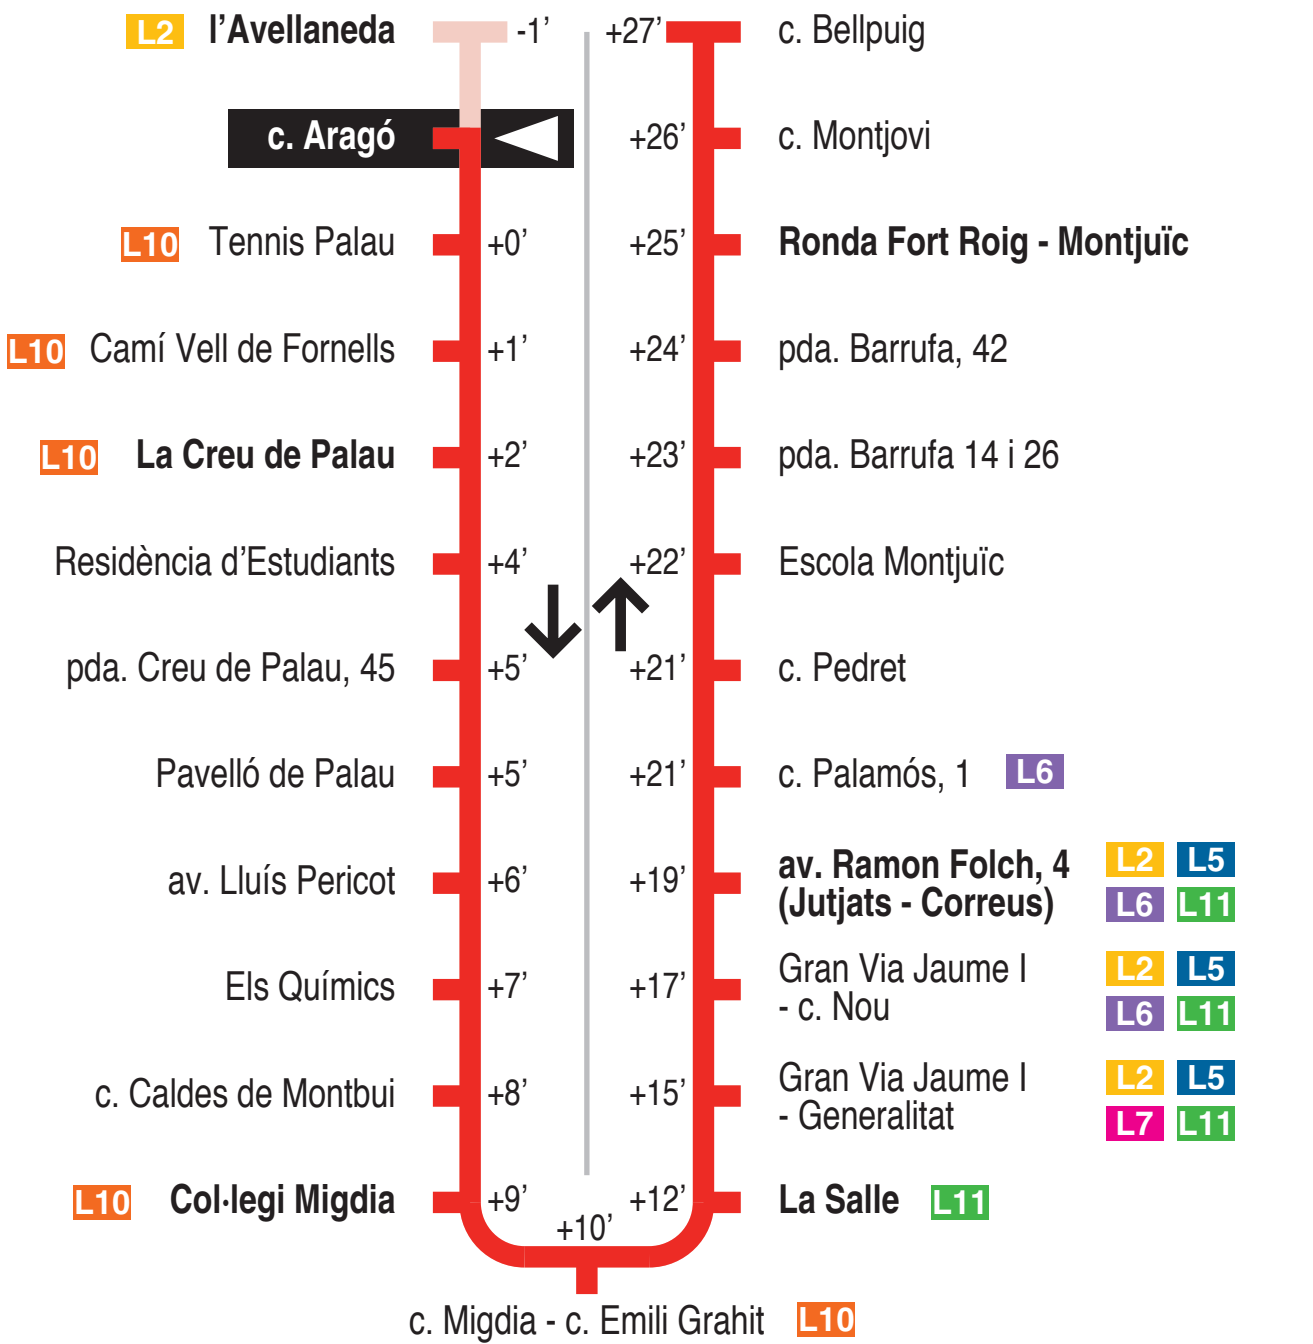 L2 l’Avellaneda -1’
c. Aragó
L10 Tennis Palau +0’
L10 Camí Vell de Fornells +1’
L10 La Creu de Palau +2’
Residència d’Estudiants +4’
pda. Creu de Palau, 45 +5’
Pavelló de Palau +5’
av. Lluís Pericot +6’
Els Químics +7’
c. Caldes de Montbui +8’
L10 Col·legi Migdia +9’
+10’
c. Migdia - c. Emili Grahit L10
+12’ La Salle L11
+15’ Gran Via Jaume I L2 L5
- Generalitat L7 L11
+17’ Gran Via Jaume I L2 L5
- c. Nou L6 L11
+19’ av. Ramon Folch, 4 L2 L5
(Jutjats - Correus) L6 L11
+21’ c. Palamós, 1 L6
+21’ c. Pedret
+22’ Escola Montjuïc
+23’ pda. Barrufa 14 i 26
+24’ pda. Barrufa, 42
+25’ Ronda Fort Roig - Montjuïc
+26’ c. Montjovi
+27’ c. Bellpuig